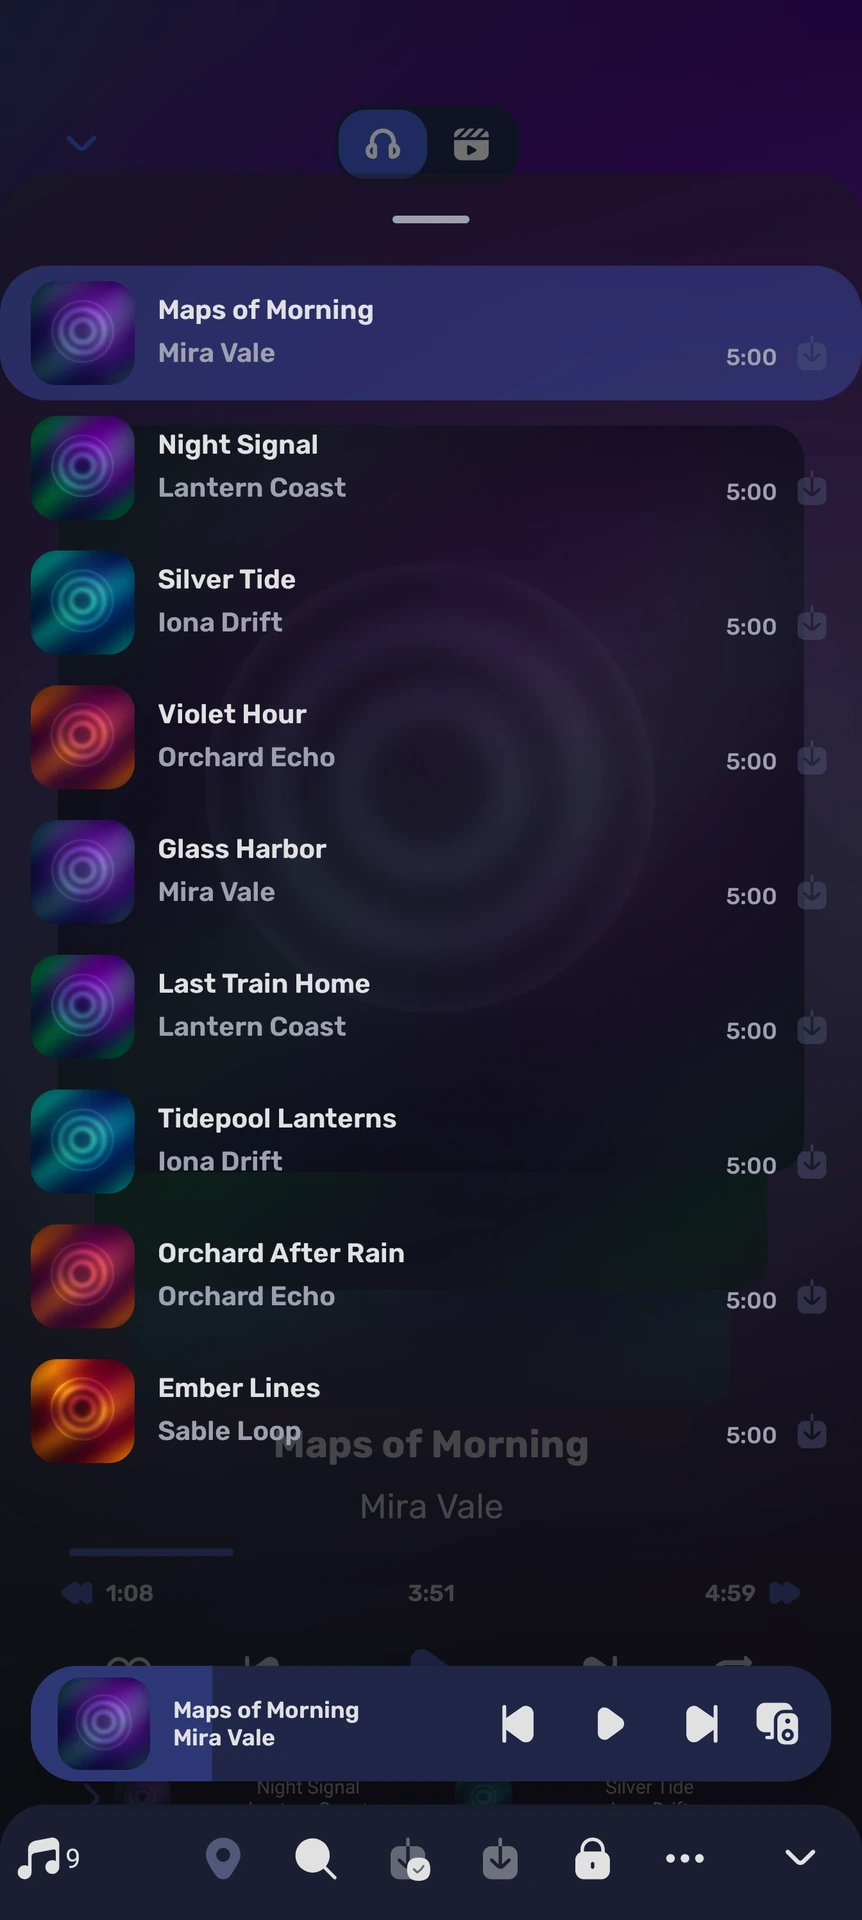 Maps of Morning
Mira Vale
5:00
Night Signal
Lantern Coast
5:00
Silver Tide
Iona Drift
5:00
Violet Hour
Orchard Echo
5:00
Glass Harbor
Mira Vale
5:00
Last Train Home
Lantern Coast
5:00
Tidepool Lanterns
Iona Drift
5:00
Orchard After Rain
Orchard Echo
5:00
Ember Lines
Sable Loop
5:00
Maps of Morning
Mira Vale
1:08 3:51 4:59
Maps of Morning
Mira Vale
Night Signal Silver Tide
9